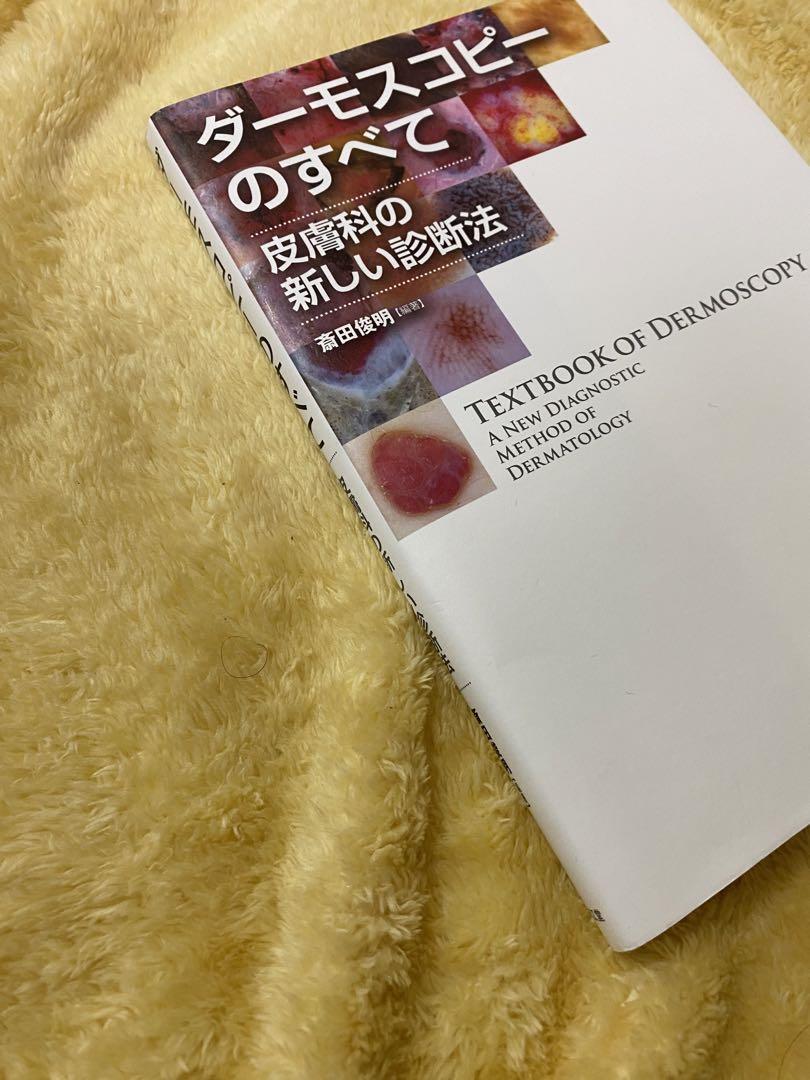 ダーモスコピー
のすべて
皮膚科の
新しい診断法
斎田俊明【編著】
TEXTBOOK OF DERMOSCOPY
A NEW DIAGNOSTIC
METHOD OF
DERMATOLOGY